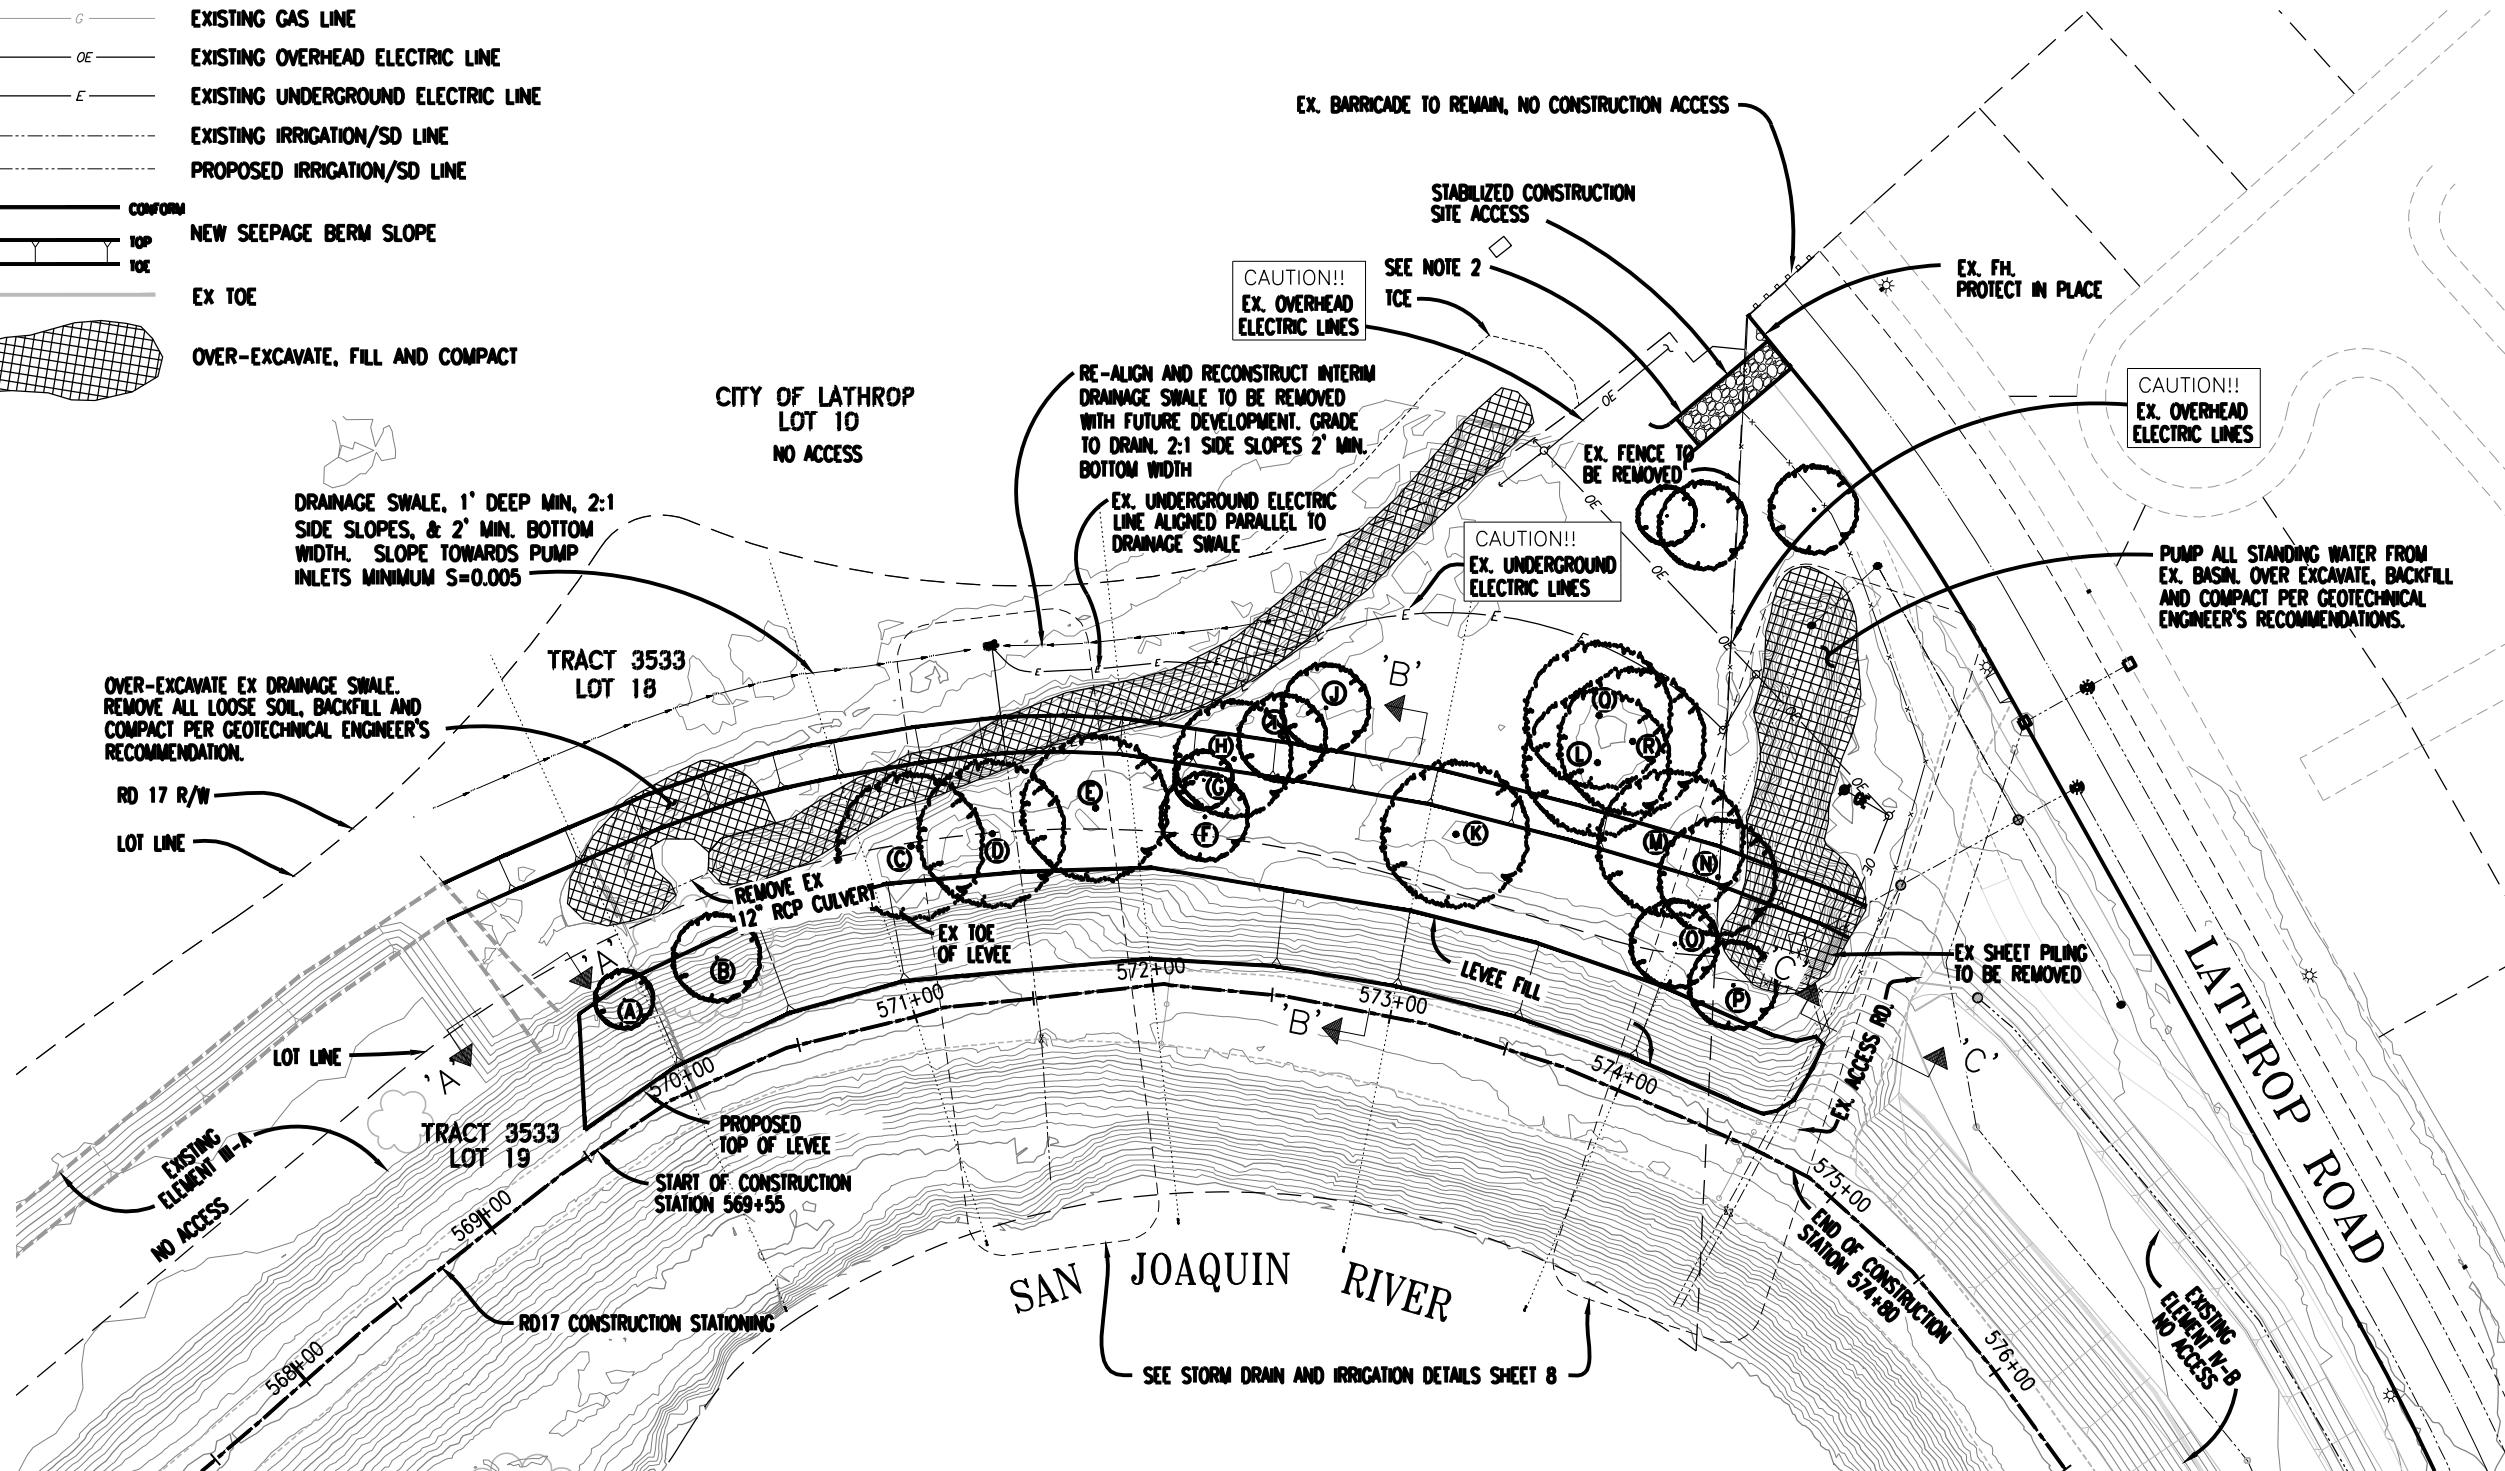 G
EXISTING GAS LINE
OE
EXISTING OVERHEAD ELECTRIC LINE
E
EXISTING UNDERGROUND ELECTRIC LINE
EXISTING IRRIGATION/SD LINE
PROPOSED IRRIGATION/SD LINE
CONFORM
TOP
TOE
NEW SEEPAGE BERM SLOPE
EX TOE
OVER-EXCAVATE, FILL AND COMPACT
EX. BARRICADE TO REMAIN, NO CONSTRUCTION ACCESS
STABILIZED CONSTRUCTION
SITE ACCESS
SEE NOTE 2
TCE
CAUTION!!
EX. OVERHEAD
ELECTRIC LINES
EX. FH.
PROTECT IN PLACE
CAUTION!!
EX. OVERHEAD
ELECTRIC LINES
CITY OF LATHROP
LOT 10
NO ACCESS
RE-ALIGN AND RECONSTRUCT INTERIM
DRAINAGE SWALE TO BE REMOVED
WITH FUTURE DEVELOPMENT. GRADE
TO DRAIN. 2:1 SIDE SLOPES 2' MIN.
BOTTOM WIDTH
EX. UNDERGROUND ELECTRIC
LINE ALIGNED PARALLEL TO
DRAINAGE SWALE
EX. FENCE TO
BE REMOVED
CAUTION!!
EX. UNDERGROUND
ELECTRIC LINES
DRAINAGE SWALE, 1' DEEP MIN, 2:1
SIDE SLOPES, & 2' MIN. BOTTOM
WIDTH. SLOPE TOWARDS PUMP
INLETS MINIMUM S=0.005
PUMP ALL STANDING WATER FROM
EX. BASIN. OVER EXCAVATE, BACKFILL
AND COMPACT PER GEOTECHNICAL
ENGINEER'S RECOMMENDATIONS.
TRACT 3533
LOT 18
OVER-EXCAVATE EX DRAINAGE SWALE.
REMOVE ALL LOOSE SOIL, BACKFILL AND
COMPACT PER GEOTECHNICAL ENGINEER'S
RECOMMENDATION.
RD 17 R/W
LOT LINE
OE
OE
OE
OE
OE
OE
OE
E
E
E
E
E
E
'B'
J
H
G
F
E
D
C
B
A
K
L
Q
R
M
N
O
P
REMOVE EX
12" RCP CULVERT
EX TOE
OF LEVEE
LEVEE FILL
EX SHEET PILING
TO BE REMOVED
'A'
'A'
'B'
'C'
'C'
EX. ACCESS RD.
LOT LINE
TRACT 3533
LOT 19
EXISTING
ELEMENT III-A
NO ACCESS
PROPOSED
TOP OF LEVEE
START OF CONSTRUCTION
STATION 569+55
568+00
569+00
570+00
571+00
572+00
573+00
574+00
575+00
576+00
RD17 CONSTRUCTION STATIONING
SAN JOAQUIN RIVER
SEE STORM DRAIN AND IRRIGATION DETAILS SHEET 8
END OF CONSTRUCTION
STATION 574+80
EXISTING
ELEMENT IV-B
NO ACCESS
LATHROP ROAD